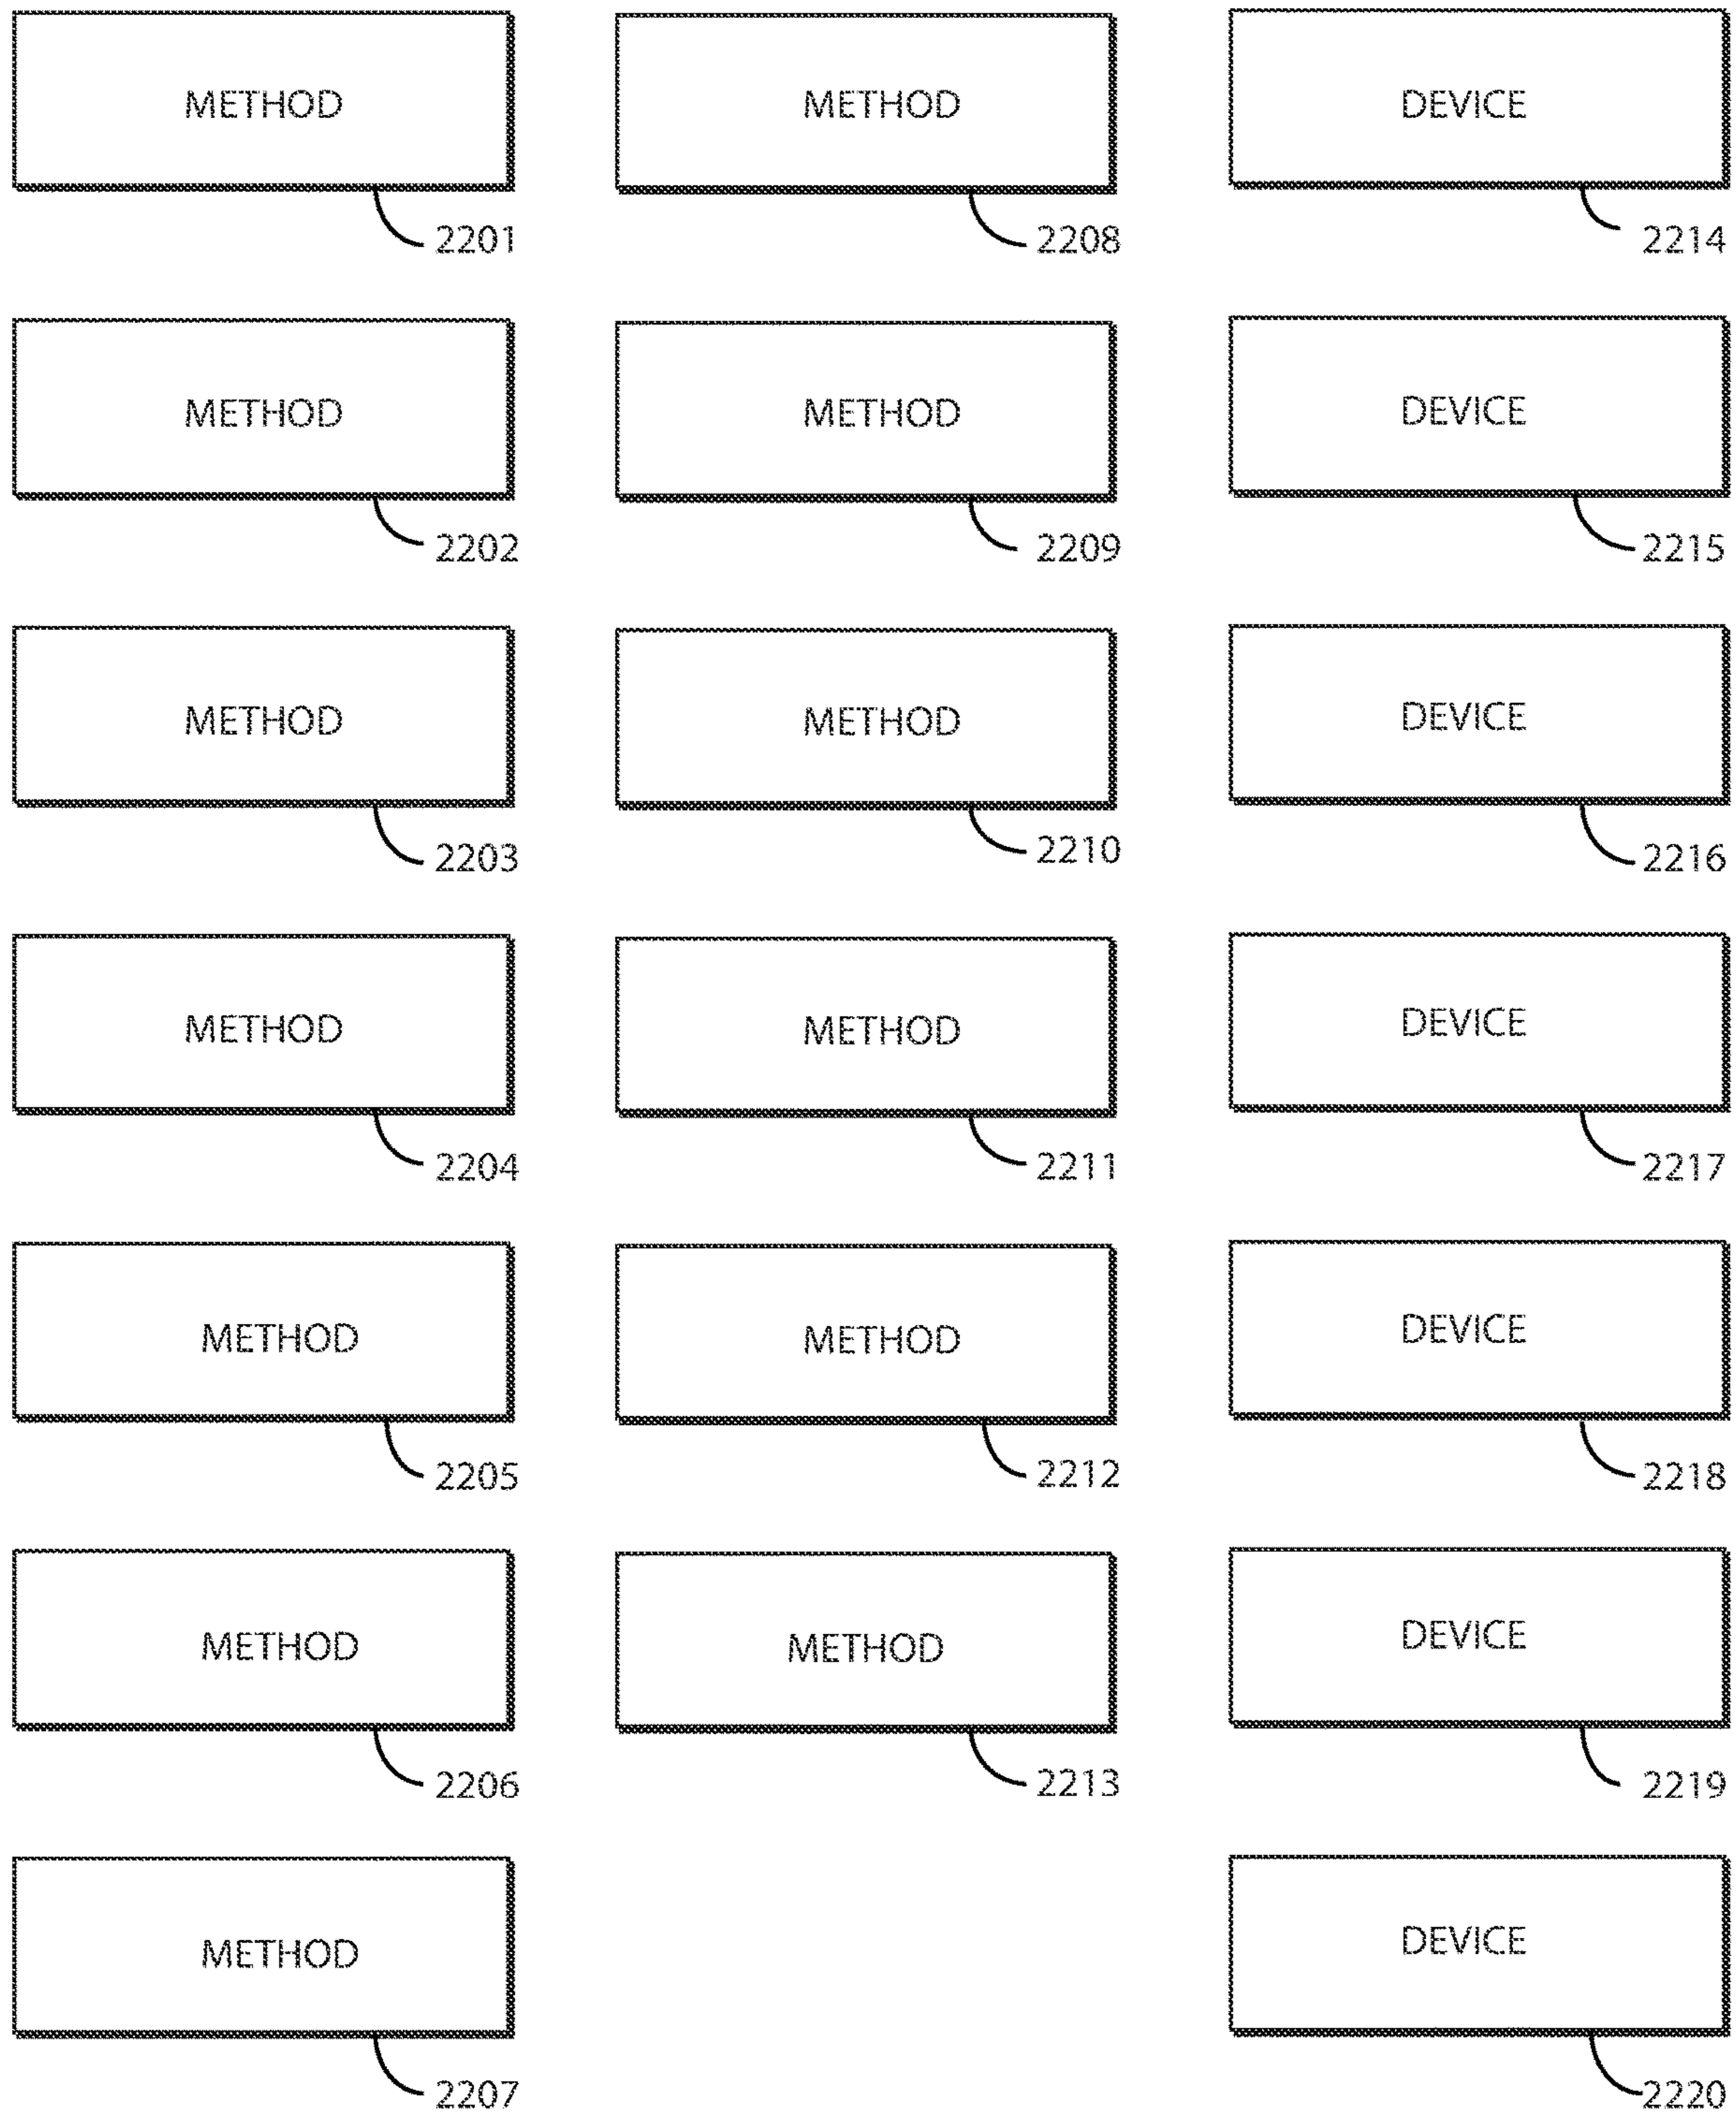 METHOD
2201
METHOD
2202
METHOD
2203
METHOD
2204
METHOD
2205
METHOD
2206
METHOD
2207
METHOD
2208
METHOD
2209
METHOD
2210
METHOD
2211
METHOD
2212
METHOD
2213
DEVICE
2214
DEVICE
2215
DEVICE
2216
DEVICE
2217
DEVICE
2218
DEVICE
2219
DEVICE
2220